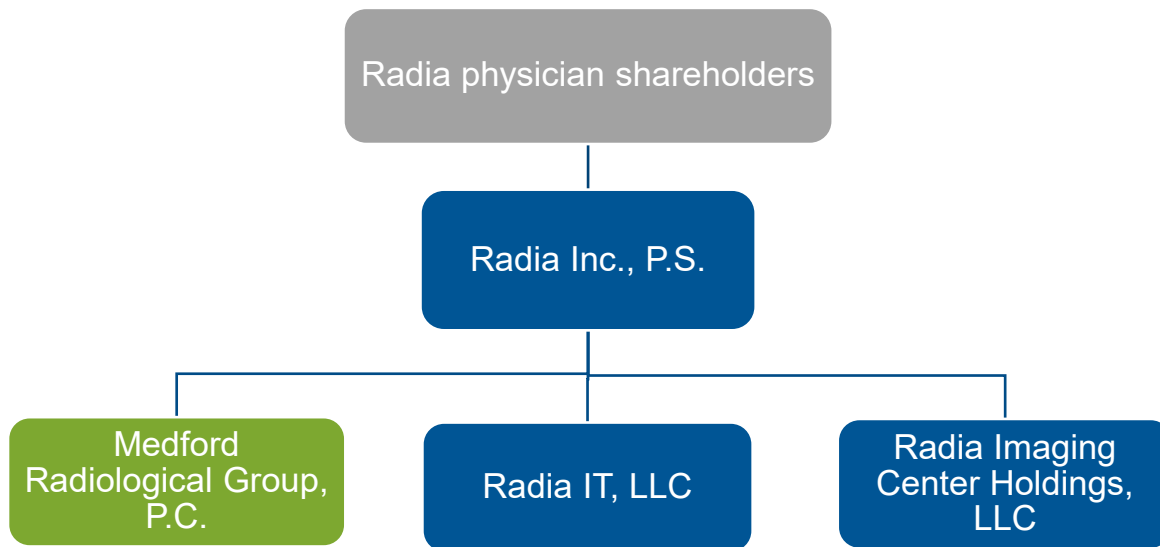 Radia physician shareholders
Radia Inc., P.S.
Medford
Radiological Group,
P.C.
Radia IT, LLC
Radia Imaging
Center Holdings,
LLC